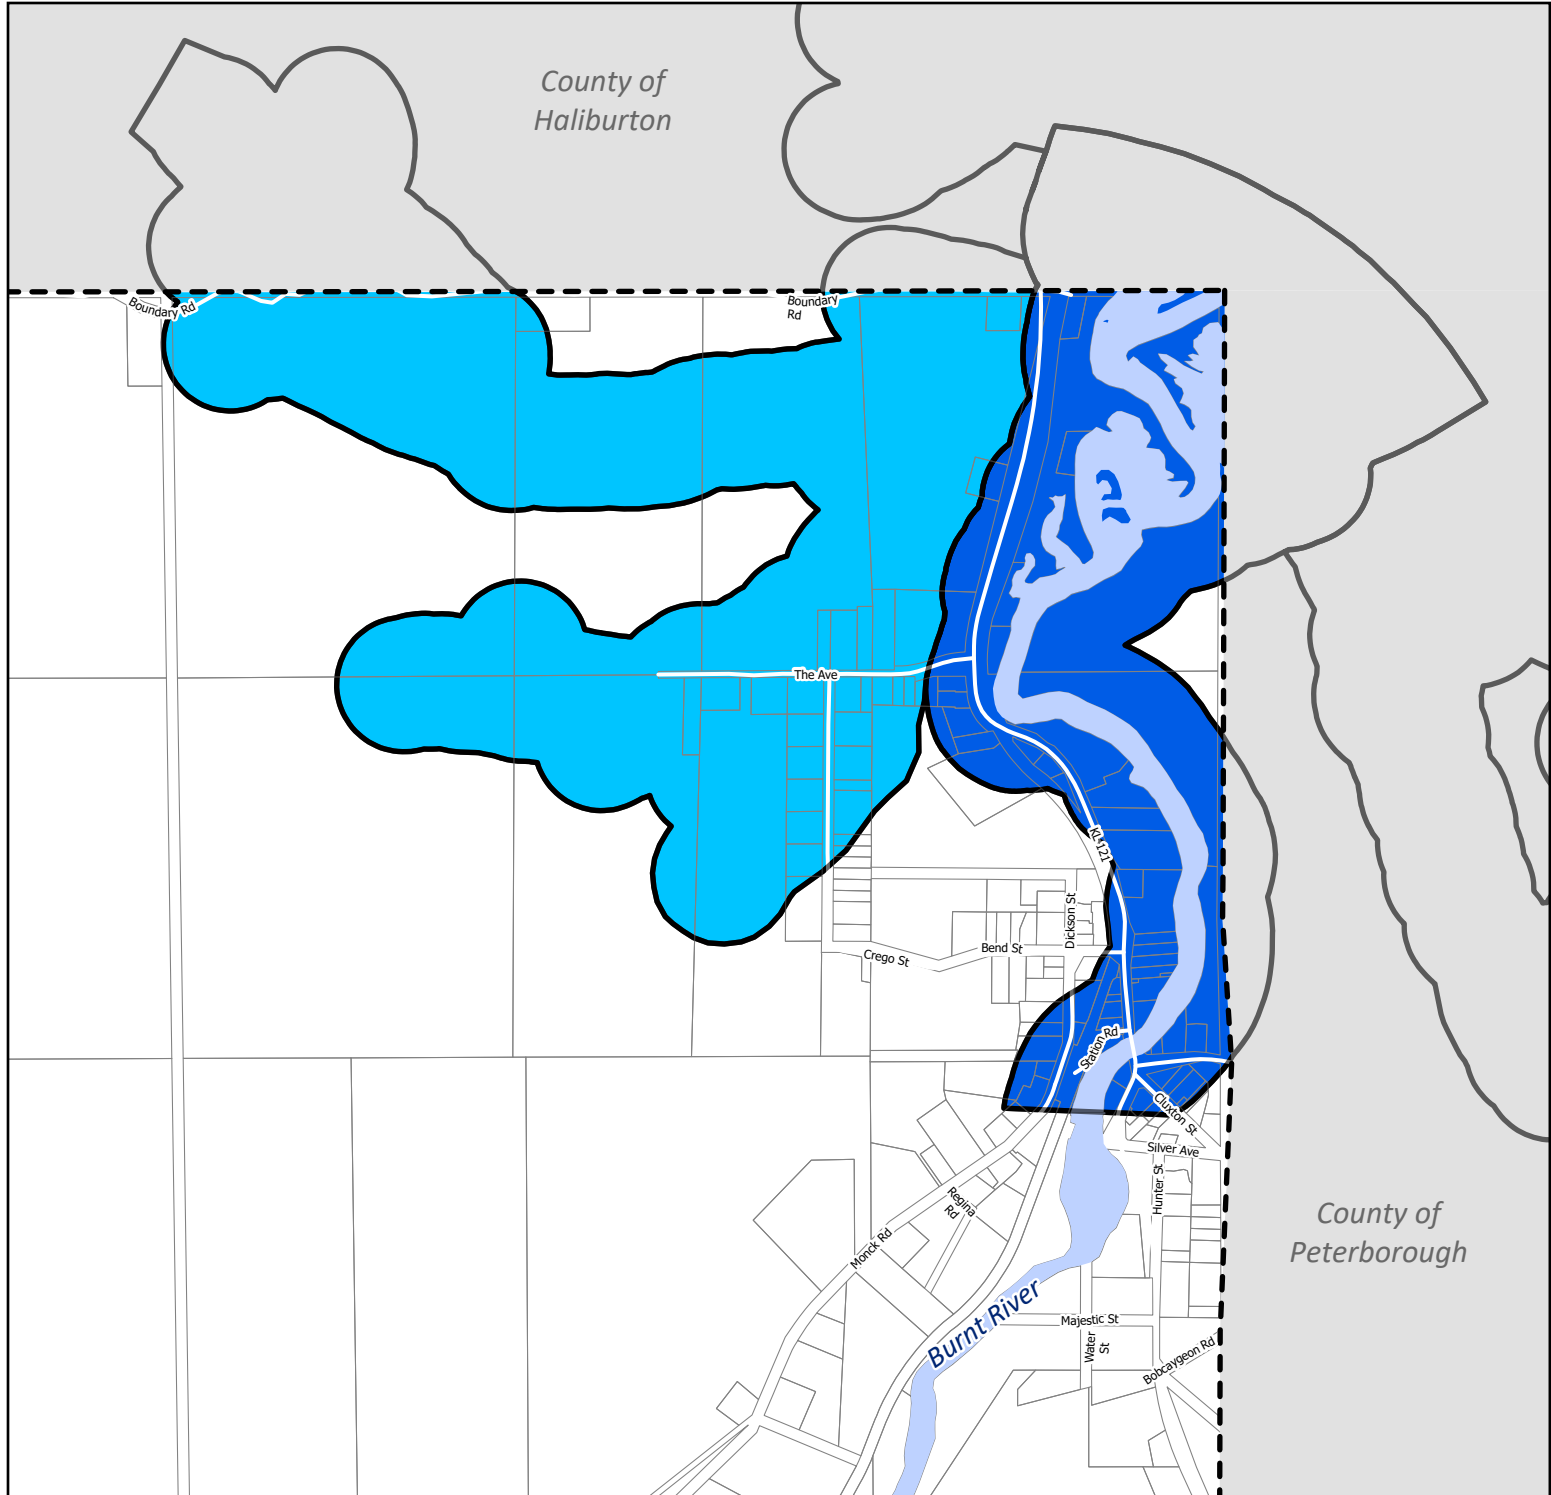 County of
Haliburton
Boundary Rd
Boundary
Rd
The Ave
KL 121
Dickson St
Bend St
Crego St
Station Rd
Cluxton St
Silver Ave
Hunter St
Regina
Rd
Monck Rd
County of
Peterborough
Burnt River
Majestic St
Water
St
Bobcaygeon Rd